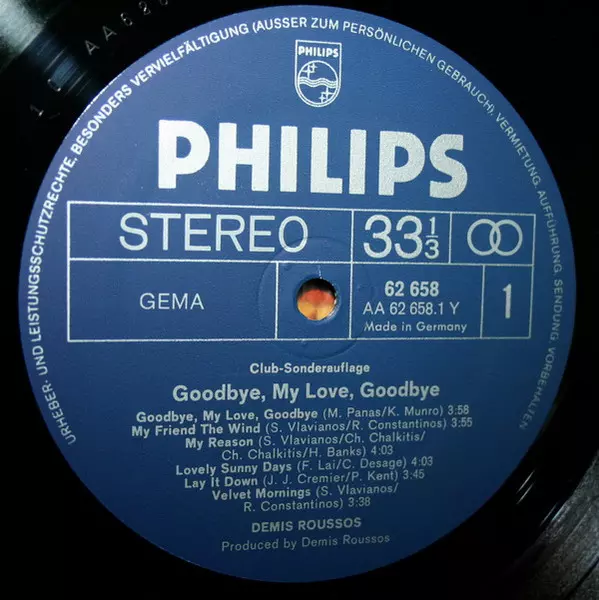 URHEBER- UND LEISTUNGSSCHUTZRECHTE, BESONDERS VERVIELFÄLTIGUNG (AUSSER ZUM PERSÖNLICHEN GEBRAUCH), VERMIETUNG, AUFFÜHRUNG, SENDUNG VORBEHALTEN
PHILIPS
PHILIPS
STEREO 33 1/3
GEMA
62 658
AA 62 658.1 Y
Made in Germany
1
Club-Sonderauflage
Goodbye, My Love, Goodbye
Goodbye, My Love, Goodbye (M. Panas/K. Munro) 3:58
My Friend The Wind (S. Vlavianos/R. Constantinos) 3:55
My Reason (S. Vlavianos/Ch. Chalkitis/
Ch. Chalkitis/H. Banks) 4:03
Lovely Sunny Days (F. Lai/C. Desage) 4:03
Lay It Down (J. J. Cremier/P. Kent) 3:45
Velvet Mornings (S. Vlavianos/
R. Constantinos) 3:38
DEMIS ROUSSOS
Produced by Demis Roussos